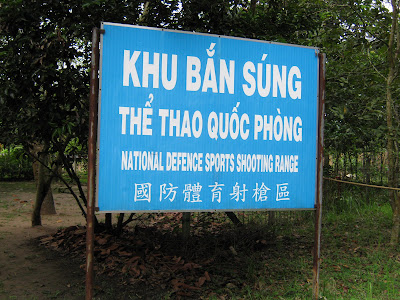 KHU BẮN SÚNG
THỂ THAO QUỐC PHÒNG
NATIONAL DEFENCE SPORTS SHOOTING RANGE
國防體育射槍區